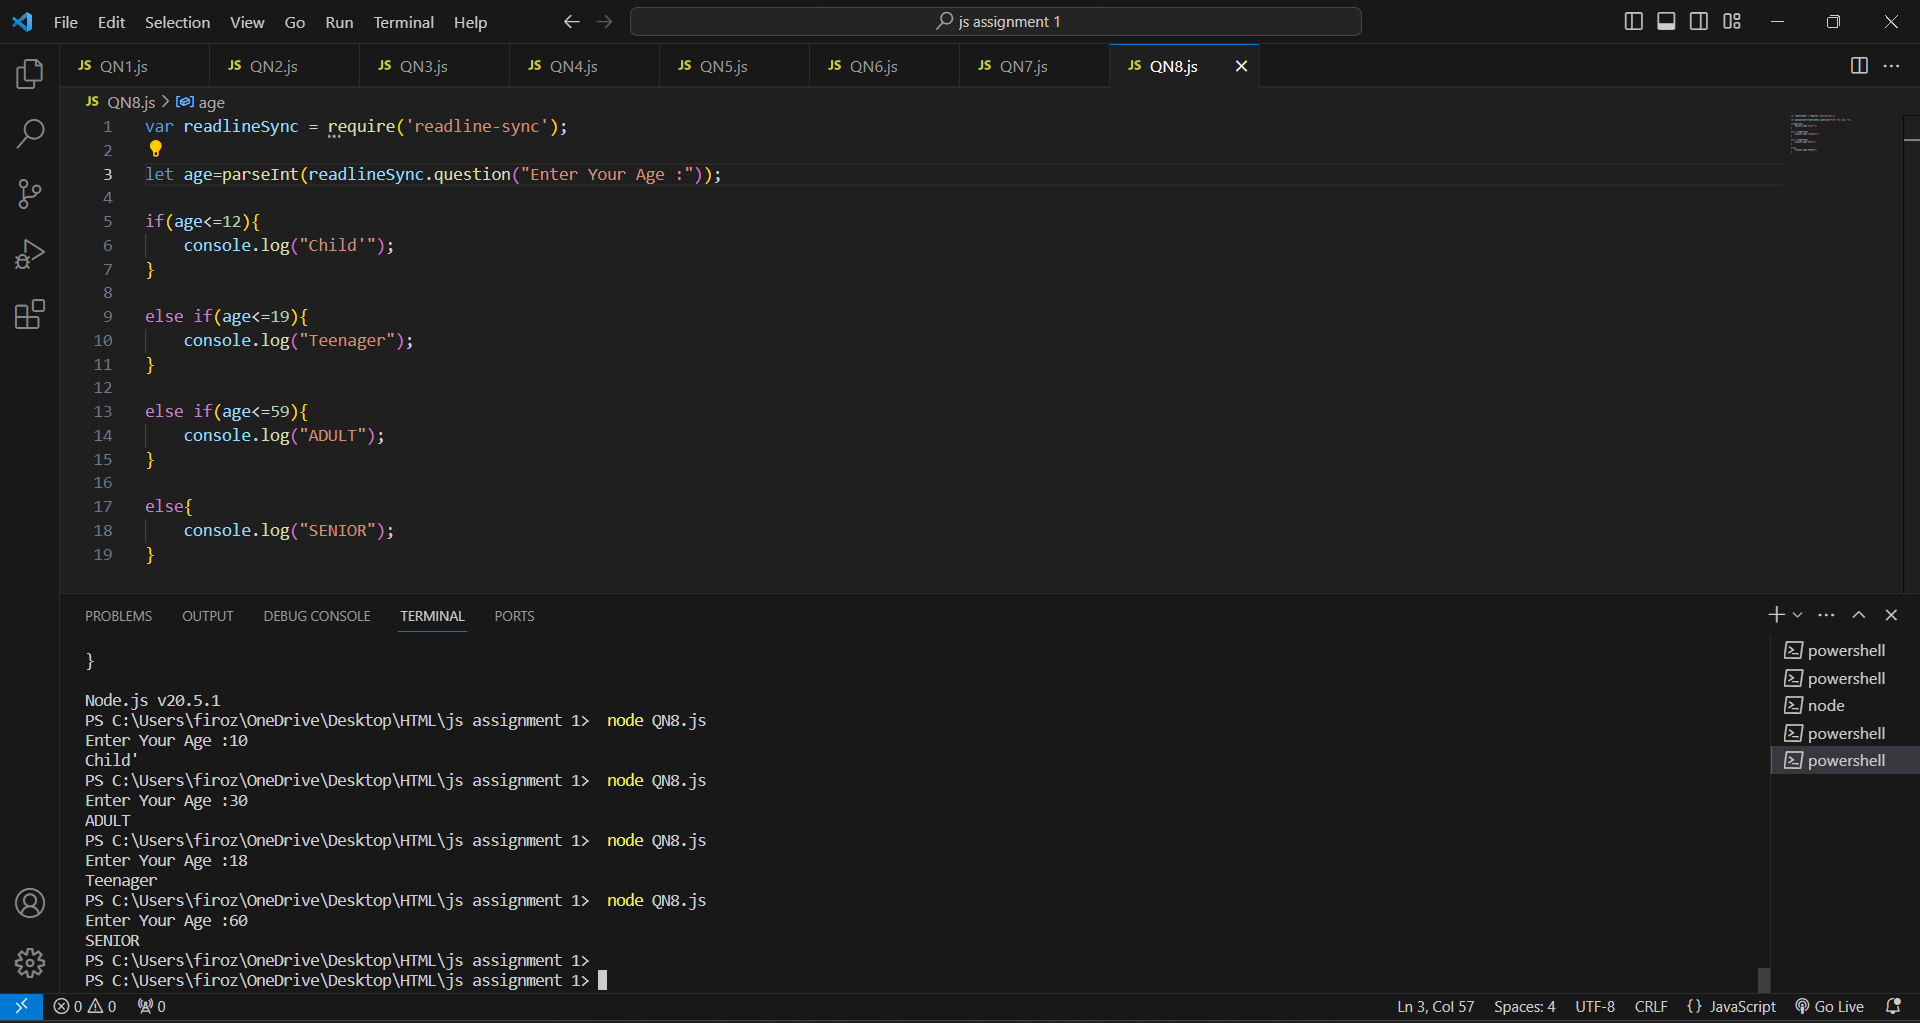 File Edit Selection View Go Run Terminal Help
js assignment 1
JS QN1.js JS QN2.js JS QN3.js JS QN4.js JS QN5.js JS QN6.js JS QN7.js JS QN8.js
JS QN8.js > age
1 var readlineSync = require('readline-sync');
2
3 let age=parseInt(readlineSync.question("Enter Your Age :"));
4
5 if(age<=12){
6 console.log("Child'");
7 }
8
9 else if(age<=19){
10 console.log("Teenager");
11 }
12
13 else if(age<=59){
14 console.log("ADULT");
15 }
16
17 else{
18 console.log("SENIOR");
19 }
PROBLEMS OUTPUT DEBUG CONSOLE TERMINAL PORTS
}
Node.js v20.5.1
PS C:\Users\firoz\OneDrive\Desktop\HTML\js assignment 1> node QN8.js
Enter Your Age :10
Child'
PS C:\Users\firoz\OneDrive\Desktop\HTML\js assignment 1> node QN8.js
Enter Your Age :30
ADULT
PS C:\Users\firoz\OneDrive\Desktop\HTML\js assignment 1> node QN8.js
Enter Your Age :18
Teenager
PS C:\Users\firoz\OneDrive\Desktop\HTML\js assignment 1> node QN8.js
Enter Your Age :60
SENIOR
PS C:\Users\firoz\OneDrive\Desktop\HTML\js assignment 1>
PS C:\Users\firoz\OneDrive\Desktop\HTML\js assignment 1>
powershell
powershell
node
powershell
powershell
0 0 0 Ln 3, Col 57 Spaces: 4 UTF-8 CRLF {} JavaScript Go Live